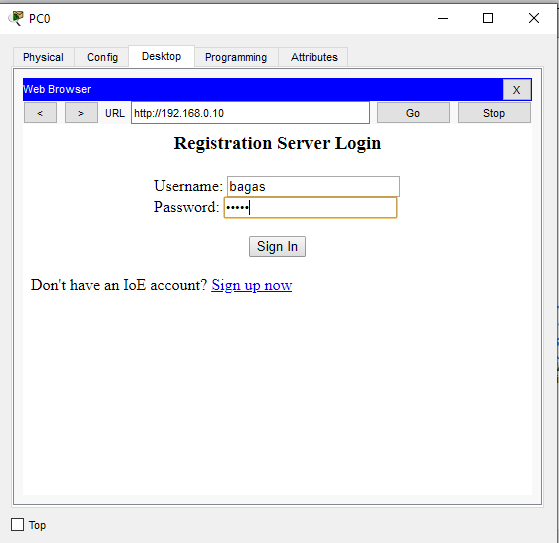 PC0
Physical Config Desktop Programming Attributes
Web Browser X
< > URL http://192.168.0.10 Go Stop
Registration Server Login
Username: bagas
Password: •••••
Sign In
Don't have an IoE account? Sign up now
Top